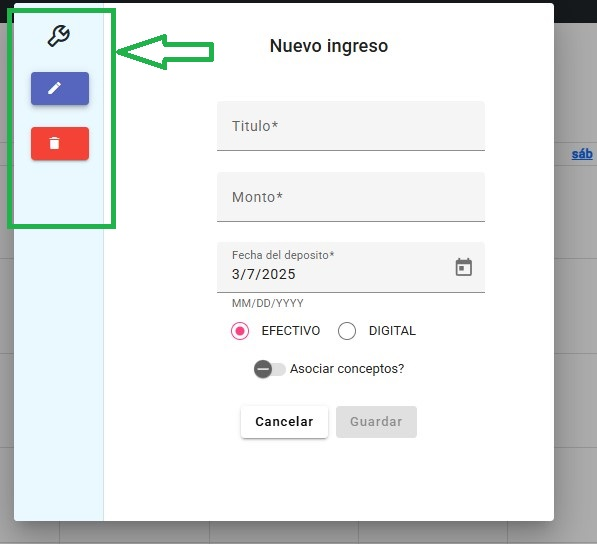 Nuevo ingreso
Titulo*
sáb
Monto*
Fecha del deposito*
3/7/2025
MM/DD/YYYY
EFECTIVO DIGITAL
Asociar conceptos?
Cancelar Guardar